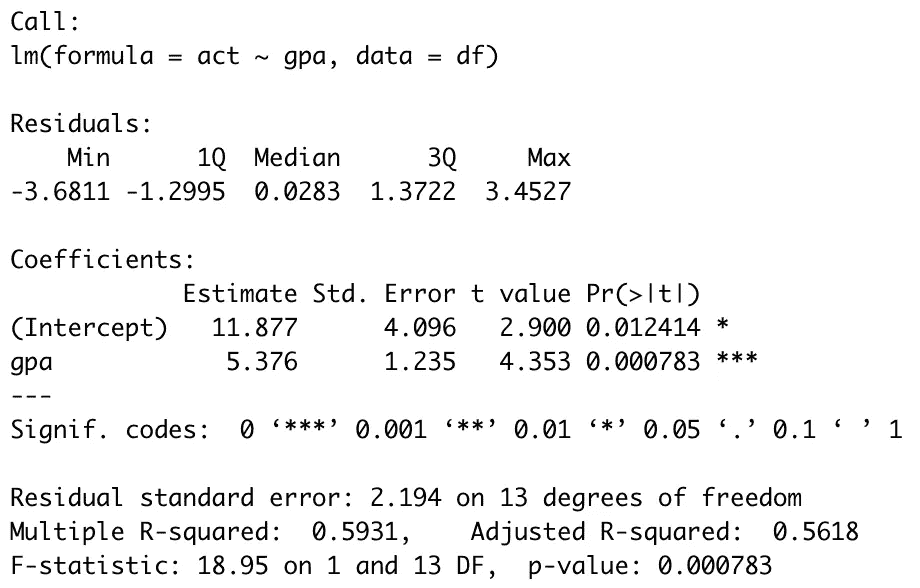 Call:
lm(formula = act ~ gpa, data = df)
Residuals:
    Min      1Q  Median      3Q     Max
-3.6811 -1.2995  0.0283  1.3722  3.4527
Coefficients:
            Estimate Std. Error t value Pr(>|t|)
(Intercept)   11.877      4.096   2.900 0.012414 *
gpa            5.376      1.235   4.353 0.000783 ***
---
Signif. codes:  0 ‘***’ 0.001 ‘**’ 0.01 ‘*’ 0.05 ‘.’ 0.1 ‘ ’ 1
Residual standard error: 2.194 on 13 degrees of freedom
Multiple R-squared:  0.5931,    Adjusted R-squared:  0.5618
F-statistic: 18.95 on 1 and 13 DF,  p-value: 0.000783